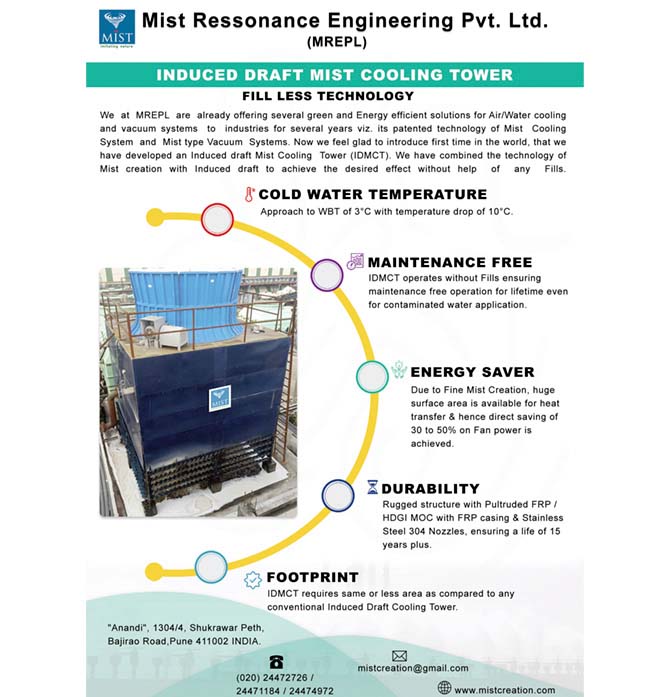 Mist Ressonance Engineering Pvt. Ltd.
(MREPL)
MIST
INDUCED DRAFT MIST COOLING TOWER
FILL LESS TECHNOLOGY
We at MREPL are already offering several green and Energy efficient solutions for Air/Water cooling
and vacuum systems to industries for several years viz. its patented technology of Mist Cooling
System and Mist type Vacuum Systems. Now we feel glad to introduce first time in the world, that we
have developed an Induced draft Mist Cooling Tower (IDMCT). We have combined the technology of
Mist creation with Induced draft to achieve the desired effect without help of any Fills.
COLD WATER TEMPERATURE
Approach to WBT of 3°C with temperature drop of 10°C.
MAINTENANCE FREE
IDMCT operates without Fills ensuring
maintenance free operation for lifetime even
for contaminated water application.
MIST
ENERGY SAVER
Due to Fine Mist Creation, huge
surface area is available for heat
transfer & hence direct saving of
30 to 50% on Fan power is
achieved.
DURABILITY
Rugged structure with Pultruded FRP /
HDGI MOC with FRP casing & Stainless
Steel 304 Nozzles, ensuring a life of 15
years plus.
FOOTPRINT
IDMCT requires same or less area as compared to any
conventional Induced Draft Cooling Tower.
"Anandi", 1304/4, Shukrawar Peth,
Bajirao Road,Pune 411002 INDIA.
(020) 24472726 /
24471184 / 24474972
mistcreation@gmail.com
www.mistcreation.com